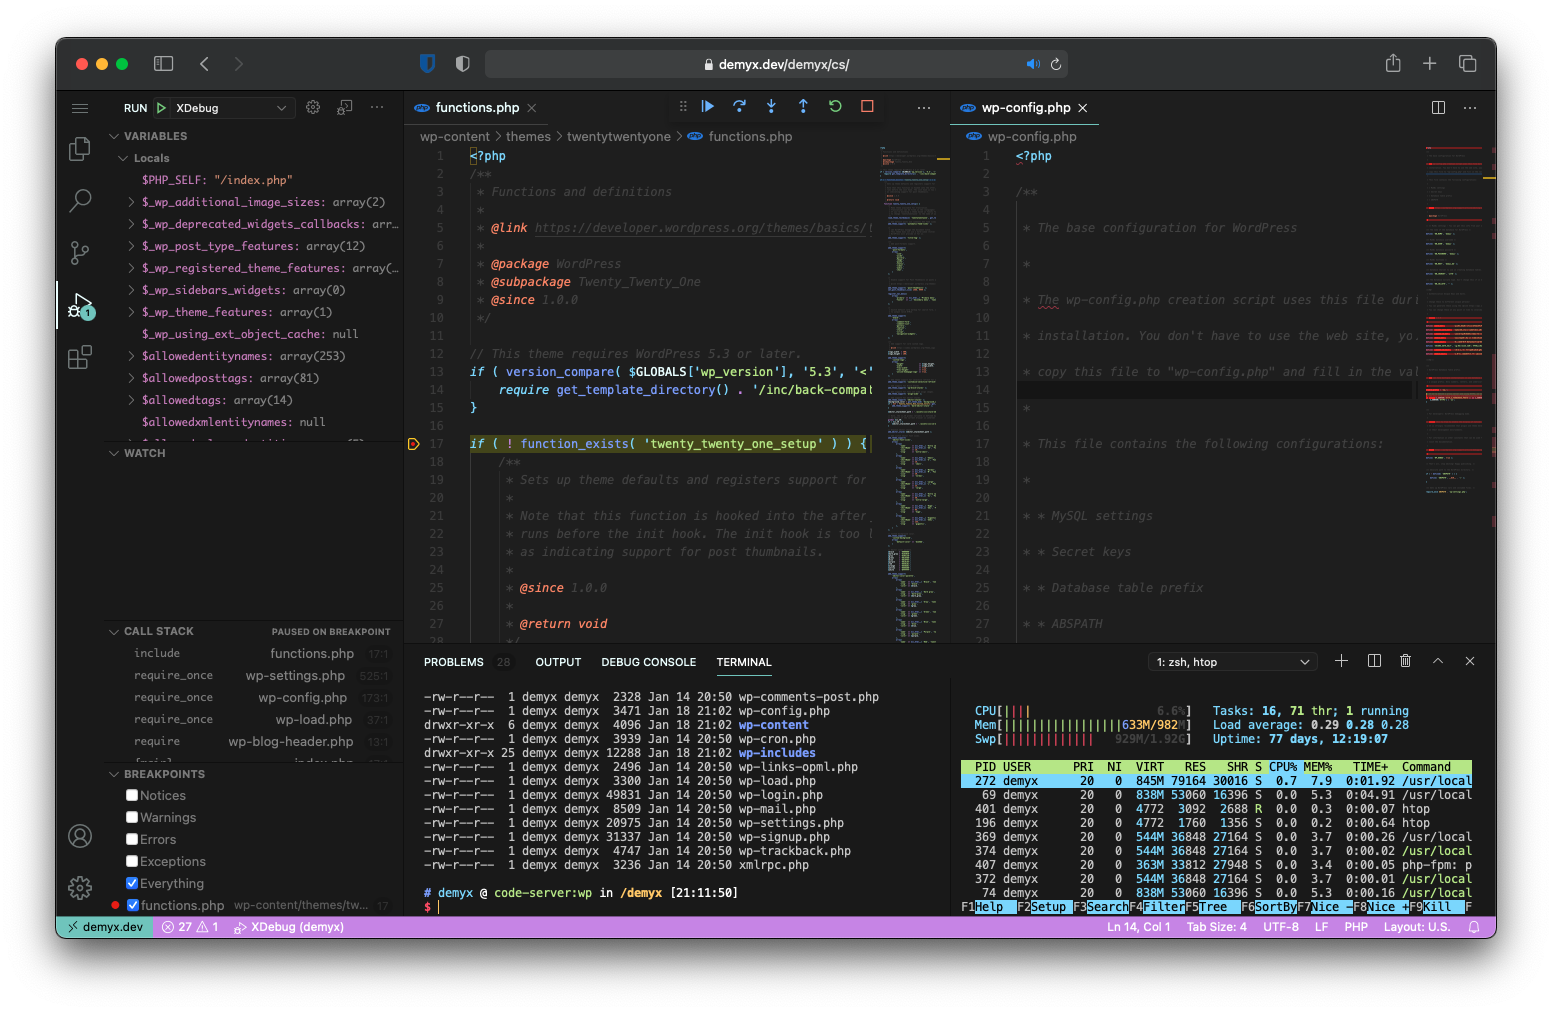 demyx.dev/demyx/cs/
RUN XDebug
VARIABLES
Locals
$PHP_SELF: "/index.php"
$_wp_additional_image_sizes: array(2)
$_wp_deprecated_widgets_callbacks: arr…
$_wp_post_type_features: array(12)
$_wp_registered_theme_features: array(…
$_wp_sidebars_widgets: array(0)
$_wp_theme_features: array(1)
$_wp_using_ext_object_cache: null
$allowedentitynames: array(253)
$allowedposttags: array(81)
$allowedtags: array(14)
$allowedxmlentitynames: null
1
WATCH
CALL STACK PAUSED ON BREAKPOINT
include functions.php 17:1
require_once wp-settings.php 525:1
require_once wp-config.php 173:1
require_once wp-load.php 37:1
require wp-blog-header.php 13:1
{main} index.php 17:1
BREAKPOINTS
Notices
Warnings
Errors
Exceptions
Everything
functions.php wp-content/themes/tw… 17
functions.php
wp-content > themes > twentytwentyone > functions.php
1 <?php
2 /**
3 * Functions and definitions
4 *
5 * @link https://developer.wordpress.org/themes/basics/
6 *
7 * @package WordPress
8 * @subpackage Twenty_Twenty_One
9 * @since 1.0.0
10 */
11
12 // This theme requires WordPress 5.3 or later.
13 if ( version_compare( $GLOBALS['wp_version'], '5.3', '<'
14 require get_template_directory() . '/inc/back-compat
15 }
16
17 if ( ! function_exists( 'twenty_twenty_one_setup' ) ) {
18 /**
19 * Sets up theme defaults and registers support for
20 *
21 * Note that this function is hooked into the after
22 * runs before the init hook. The init hook is too l
23 * as indicating support for post thumbnails.
24 *
25 * @since 1.0.0
26 *
27 * @return void
28 */
wp-config.php
wp-config.php
1 <?php
2
3 /**
4
5 * The base configuration for WordPress
6
7 *
8
9 * The wp-config.php creation script uses this file duri
10
11 * installation. You don't have to use the web site, yo
12
13 * copy this file to "wp-config.php" and fill in the val
14
15 *
16
17 * This file contains the following configurations:
18
19 *
20
21 * * MySQL settings
22
23 * * Secret keys
24
25 * * Database table prefix
26
27 * * ABSPATH
28
PROBLEMS 28 OUTPUT DEBUG CONSOLE TERMINAL 1: zsh, htop
-rw-r--r-- 1 demyx demyx 2328 Jan 14 20:50 wp-comments-post.php
-rw-r--r-- 1 demyx demyx 3471 Jan 18 21:02 wp-config.php
drwxr-xr-x 6 demyx demyx 4096 Jan 18 21:02 wp-content
-rw-r--r-- 1 demyx demyx 3939 Jan 14 20:50 wp-cron.php
drwxr-xr-x 25 demyx demyx 12288 Jan 18 21:02 wp-includes
-rw-r--r-- 1 demyx demyx 2496 Jan 14 20:50 wp-links-opml.php
-rw-r--r-- 1 demyx demyx 3300 Jan 14 20:50 wp-load.php
-rw-r--r-- 1 demyx demyx 49831 Jan 14 20:50 wp-login.php
-rw-r--r-- 1 demyx demyx 8509 Jan 14 20:50 wp-mail.php
-rw-r--r-- 1 demyx demyx 20975 Jan 14 20:50 wp-settings.php
-rw-r--r-- 1 demyx demyx 31337 Jan 14 20:50 wp-signup.php
-rw-r--r-- 1 demyx demyx 4747 Jan 14 20:50 wp-trackback.php
-rw-r--r-- 1 demyx demyx 3236 Jan 14 20:50 xmlrpc.php
# demyx @ code-server:wp in /demyx [21:11:50]
$
CPU[|||| 6.6%] Tasks: 16, 71 thr; 1 running
Mem[|||||||||||||||||633M/982M] Load average: 0.29 0.28 0.28
Swp[||||||||||||| 929M/1.92G] Uptime: 77 days, 12:19:07
PID USER PRI NI VIRT RES SHR S CPU% MEM% TIME+ Command
272 demyx 20 0 845M 79164 30016 S 0.7 7.9 0:01.92 /usr/local
69 demyx 20 0 838M 53060 16396 S 0.0 5.3 0:04.91 /usr/local
401 demyx 20 0 4772 3092 2688 R 0.0 0.3 0:00.07 htop
196 demyx 20 0 4772 1760 1356 S 0.0 0.2 0:00.64 htop
369 demyx 20 0 544M 36848 27164 S 0.0 3.7 0:00.26 /usr/local
374 demyx 20 0 544M 36848 27164 S 0.0 3.7 0:00.02 /usr/local
407 demyx 20 0 363M 33812 27948 S 0.0 3.4 0:00.05 php-fpm: p
372 demyx 20 0 544M 36848 27164 S 0.0 3.7 0:00.01 /usr/local
74 demyx 20 0 838M 53060 16396 S 0.0 5.3 0:00.16 /usr/local
F1Help F2Setup F3SearchF4FilterF5Tree F6SortByF7Nice -F8Nice +F9Kill F
demyx.dev 27 1 XDebug (demyx) Ln 14, Col 1 Tab Size: 4 UTF-8 LF PHP Layout: U.S.